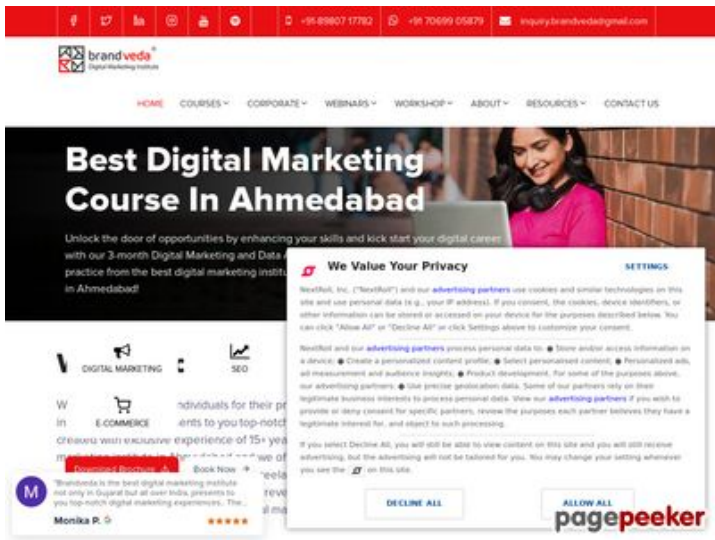 +91-89807 17782
+91 70699 05879
inquiry.brandveda@gmail.com
brandveda
Digital Marketing Institute
HOME COURSES CORPORATE WEBINARS WORKSHOP ABOUT RESOURCES CONTACT US
Best Digital Marketing
Course In Ahmedabad
Unlock the door of opportunities by enhancing your skills and kick start your digital career
with our 3-month Digital Marketing and Data
practice from the best digital marketing
in Ahmedabad!
We Value Your Privacy
SETTINGS
NextRoll, Inc. ("NextRoll") and our advertising partners use cookies and similar technologies on this
site and use personal data (e.g., your IP address). If you consent, the cookies, device identifiers, or
other information can be stored or accessed on your device for the purposes described below. You
can click "Allow All" or "Decline All" or click Settings above to customize your consent.
NextRoll and our advertising partners process personal data to: ● Store and/or access information on
a device; ● Create a personalized content profile; ● Select personalised content; ● Personalized ads,
ad measurement and audience insights; ● Product development. For some of the purposes above,
our advertising partners: ● Use precise geolocation data. Some of our partners rely on their
legitimate business interests to process personal data. View our advertising partners if you wish to
provide or deny consent for specific partners, review the purposes each partner believes they have a
legitimate interest for, and object to such processing.
If you select Decline All, you will still be able to view content on this site and you will still receive
advertising, but the advertising will not be tailored for you. You may change your setting whenever
you see the on this site.
DECLINE ALL
ALLOW ALL
DIGITAL MARKETING
SEO
E-COMMERCE
for their
to you
created with exclusive experience of 15+
Download Brochure
Book Now
"Brandveda is the best digital marketing institute
not only in Gujarat but all over India, presents to
you top-notch digital marketing experiences.. The...
M
Monika P.
pagepeeker